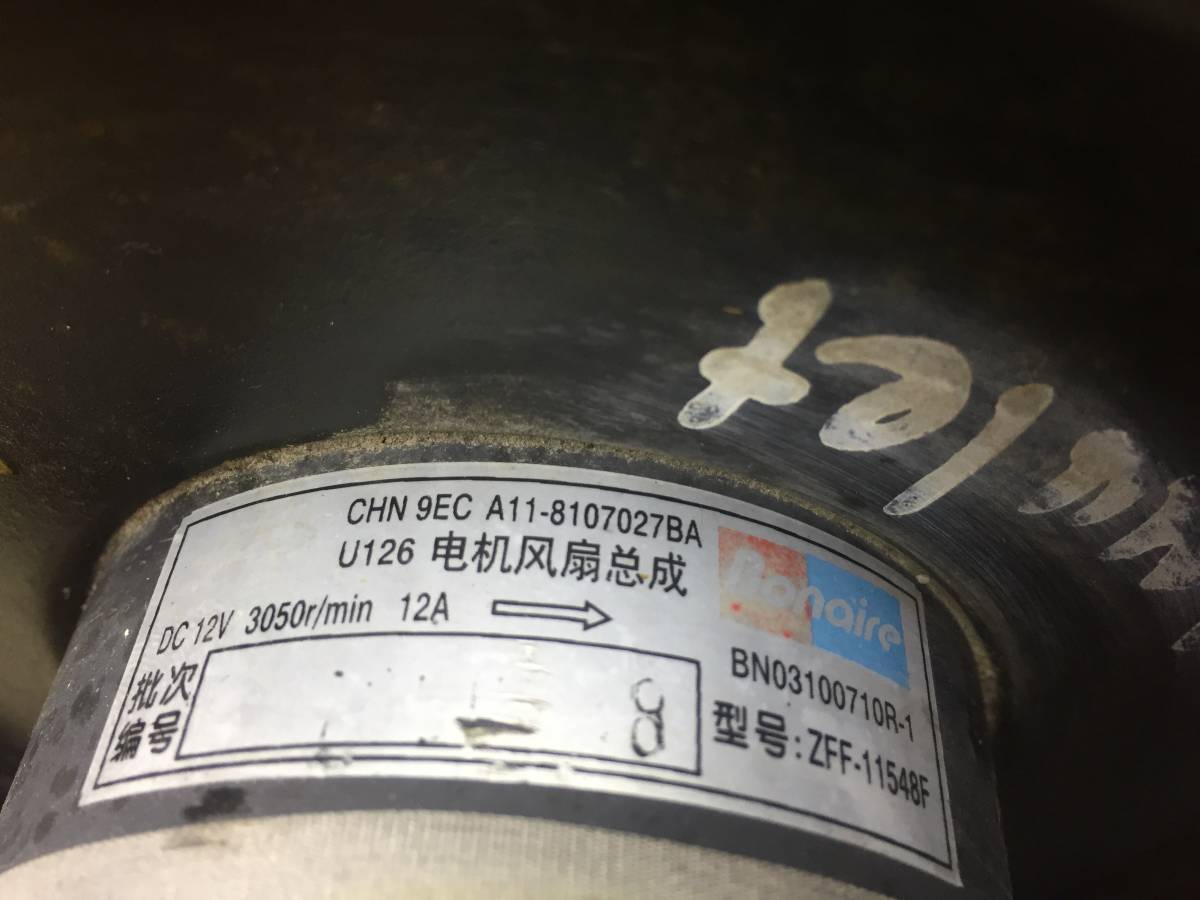 CHN 9EC A11-8107027BA
U126 电机风扇总成
DC 12V 3050r/min 12A
Bonaire
BN03100710R-1
型号: ZFF-11548F
批次
编号
8